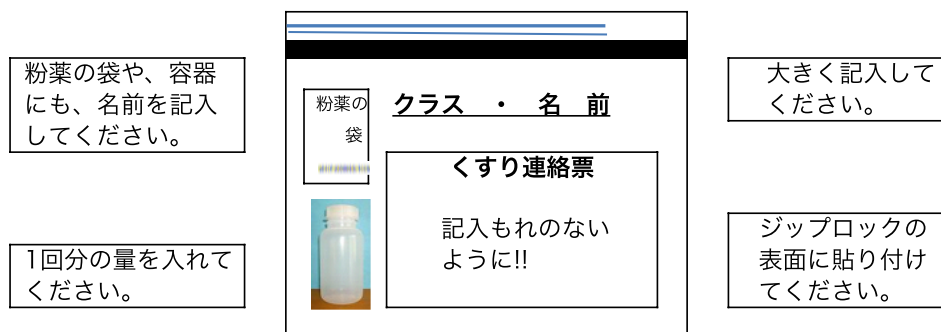 粉薬の袋や、容器
にも、名前を記入
してください。
1回分の量を入れて
ください。
粉薬の
袋
クラス ・ 名 前
くすり連絡票
記入もれのない
ように!!
大きく記入して
ください。
ジップロックの
表面に貼り付け
てください。